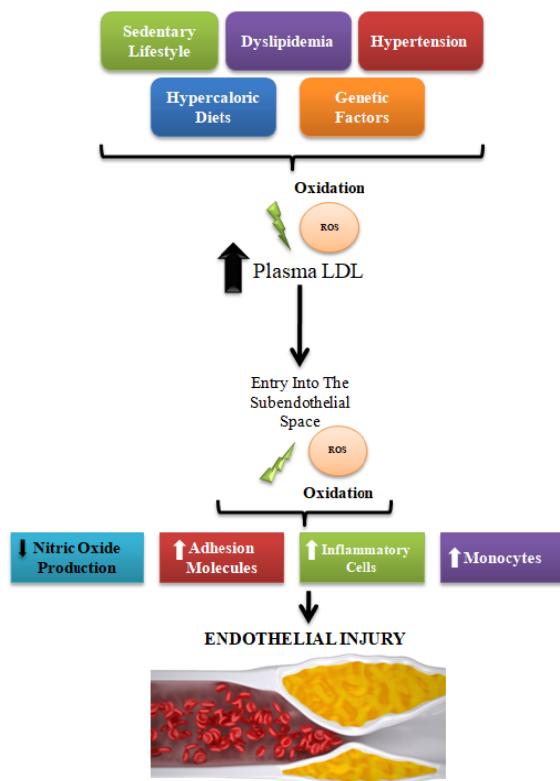 Sedentary
Lifestyle
Dyslipidemia
Hypertension
Hypercaloric
Diets
Genetic
Factors
Oxidation
ROS
Plasma LDL
Entry Into The
Subendothelial
Space
ROS
Oxidation
Nitric Oxide
Production
Adhesion
Molecules
Inflammatory
Cells
Monocytes
ENDOTHELIAL INJURY